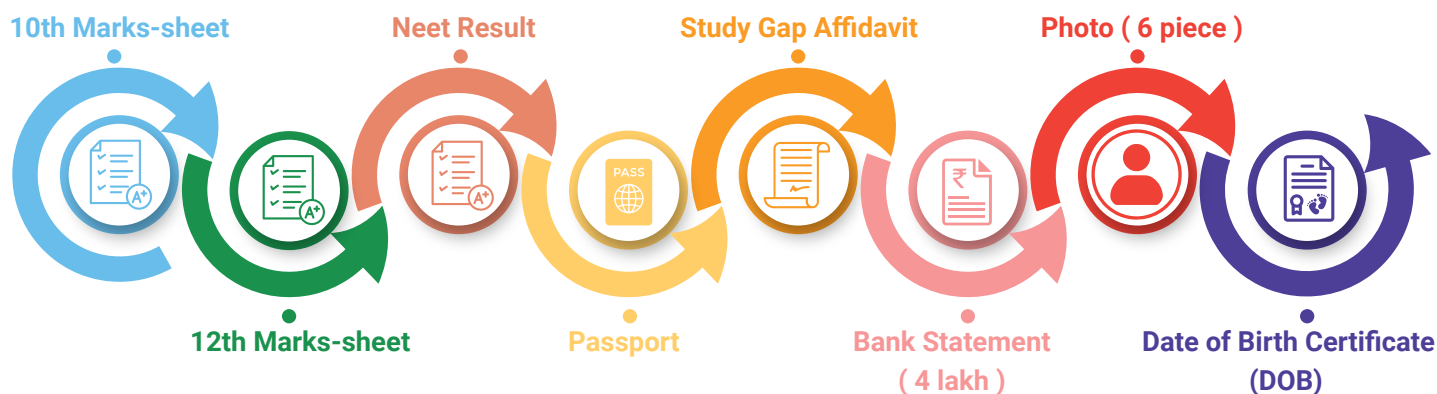 10th Marks-sheet
Neet Result
Study Gap Affidavit
Photo ( 6 piece )
A+
A+
A+
PASS
₹
12th Marks-sheet
Passport
Bank Statement
( 4 lakh )
Date of Birth Certificate
(DOB)